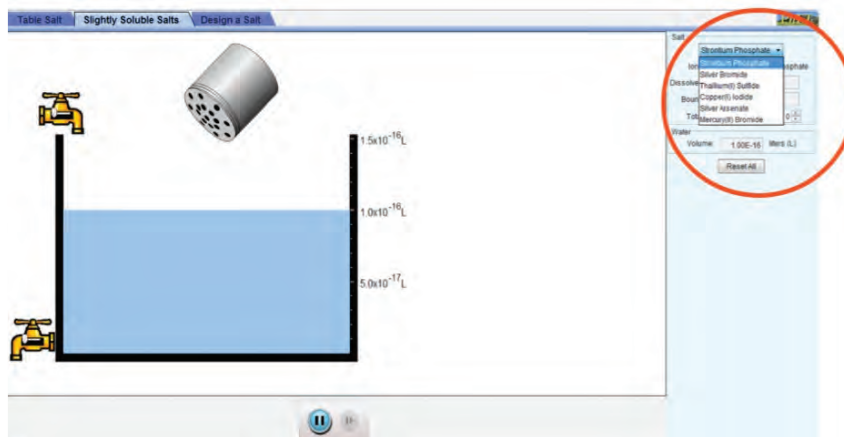 Table Salt Slightly Soluble Salts Design a Salt
Salt
Strontium Phosphate
Strontium Phosphate
Silver Bromide
Thallium(I) Sulfide
Copper(I) Iodide
Silver Arsenate
Mercury(II) Bromide
Water
Volume: 1.00E-16 liters (L)
Reset All
1.5x10⁻¹⁶L
1.0x10⁻¹⁶L
5.0x10⁻¹⁷L